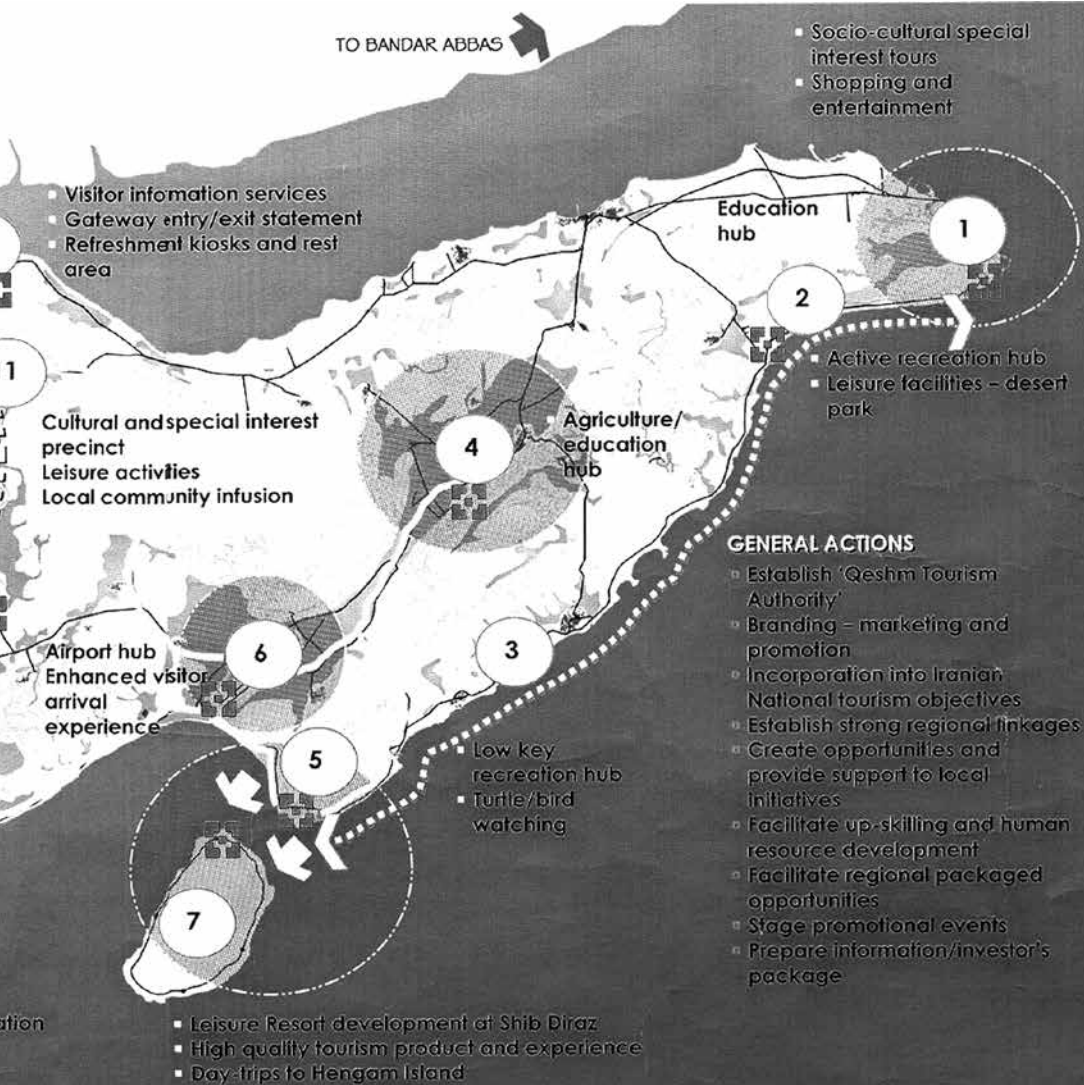 TO BANDAR ABBAS
▪ Socio-cultural special
interest tours
▪ Shopping and
entertainment
▪ Visitor information services
▪ Gateway entry/exit statement
▪ Refreshment kiosks and rest
area
Education
hub
1
2
▪ Active recreation hub
▪ Leisure facilities – desert
park
1
Cultural and special interest
precinct
Leisure activities
Local community infusion
4
▪ Agriculture/
education
hub
GENERAL ACTIONS
▫ Establish 'Qeshm Tourism
Authority'
▫ Branding – marketing and
promotion
▫ Incorporation into Iranian
National tourism objectives
▫ Establish strong regional linkages
▫ Create opportunities and
provide support to local
initiatives
▫ Facilitate up-skilling and human
resource development
▫ Facilitate regional packaged
opportunities
▫ Stage promotional events
▫ Prepare information/investor's
package
Airport hub
Enhanced visitor
arrival
experience
6
3
5
▪ Low key
recreation hub
▪ Turtle/bird
watching
7
ation
▪ Leisure Resort development at Shib Diraz
▪ High quality tourism product and experience
▪ Day-trips to Hengam Island